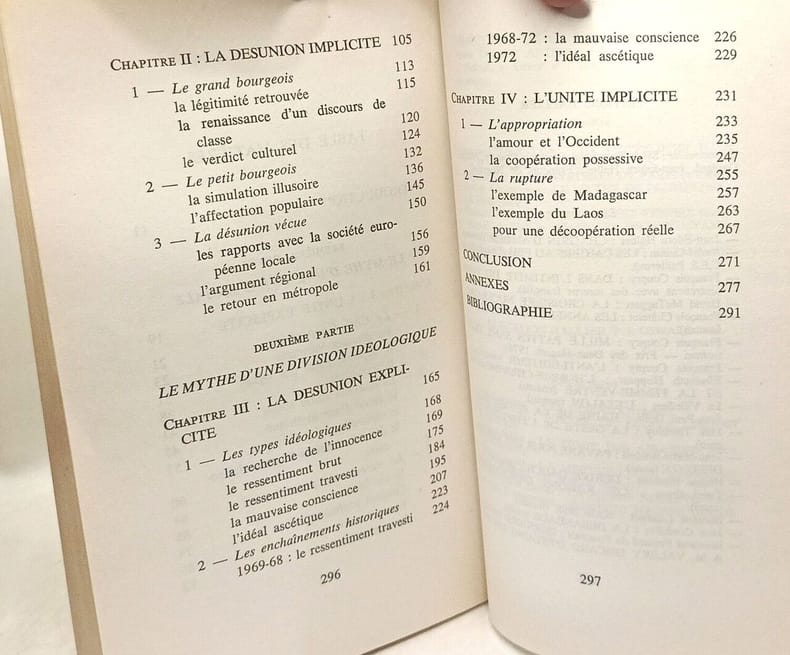 CHAPITRE II : LA DESUNION IMPLICITE 105
1 — Le grand bourgeois 113
la légitimité retrouvée 115
la renaissance d'un discours de
classe 120
le verdict culturel 124
2 — Le petit bourgeois 132
la simulation illusoire 136
l'affectation populaire 145
3 — La désunion vécue 150
les rapports avec la société euro-
péenne locale 156
l'argument régional 159
le retour en métropole 161
DEUXIÈME PARTIE
LE MYTHE D'UNE DIVISION IDEOLOGIQUE
CHAPITRE III : LA DESUNION EXPLI-
CITE 165
1 — Les types idéologiques 168
la recherche de l'innocence 169
le ressentiment brut 175
le ressentiment travesti 184
la mauvaise conscience 195
l'idéal ascétique 207
2 — Les enchaînements historiques 223
1969-68 : le ressentiment travesti 224
296
1968-72 : la mauvaise conscience 226
1972 : l'idéal ascétique 229
CHAPITRE IV : L'UNITE IMPLICITE 231
1 — L'appropriation 233
l'amour et l'Occident 235
la coopération possessive 247
2 — La rupture 255
l'exemple de Madagascar 257
l'exemple du Laos 263
pour une décoopération réelle 267
CONCLUSION 271
ANNEXES 277
BIBLIOGRAPHIE 291
297